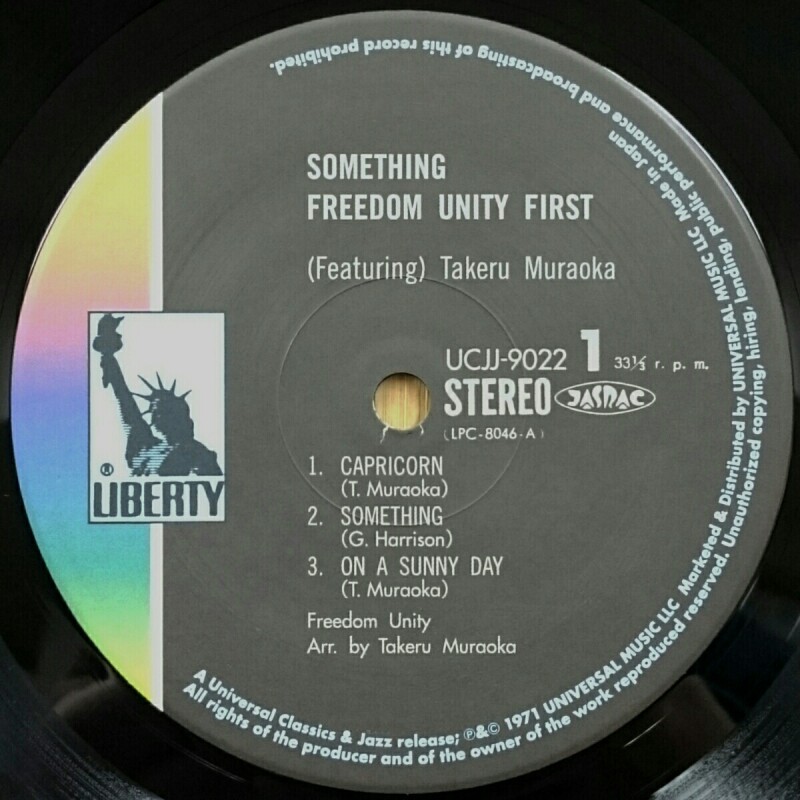 SOMETHING
FREEDOM UNITY FIRST
(Featuring) Takeru Muraoka
UCJJ-9022 1 33⅓ r. p. m.
STEREO JASRAC
(LPC-8046-A)
® LIBERTY
1. CAPRICORN
(T. Muraoka)
2. SOMETHING
(G. Harrison)
3. ON A SUNNY DAY
(T. Muraoka)
Freedom Unity
Arr. by Takeru Muraoka
A Universal Classics & Jazz release; ℗&© 1971 UNIVERSAL MUSIC LLC Marketed & Distributed by UNIVERSAL MUSIC LLC Made in Japan
All rights of the producer and of the owner of the work reproduced reserved. Unauthorized copying, hiring, lending, public performance and broadcasting of this record prohibited.